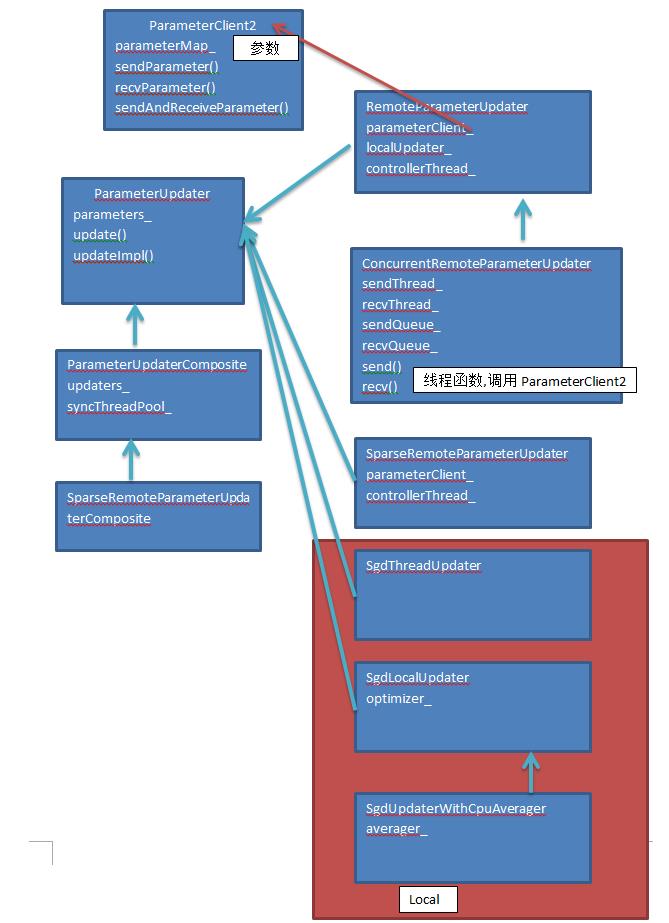 ParameterClient2
parameterMap_
参数
sendParameter()
recvParameter()
sendAndReceiveParameter()
RemoteParameterUpdater
parameterClient_
localUpdater_
controllerThread_
ParameterUpdater
parameters_
update()
updateImpl()
ConcurrentRemoteParameterUpdater
sendThread_
recvThread_
sendQueue_
recvQueue_
send()
recv()
线程函数,调用 ParameterClient2
ParameterUpdaterComposite
updaters_
syncThreadPool_
SparseRemoteParameterUpdater
parameterClient_
controllerThread_
SparseRemoteParameterUpda
terComposite
SgdThreadUpdater
SgdLocalUpdater
optimizer_
SgdUpdaterWithCpuAverager
averager_
Local